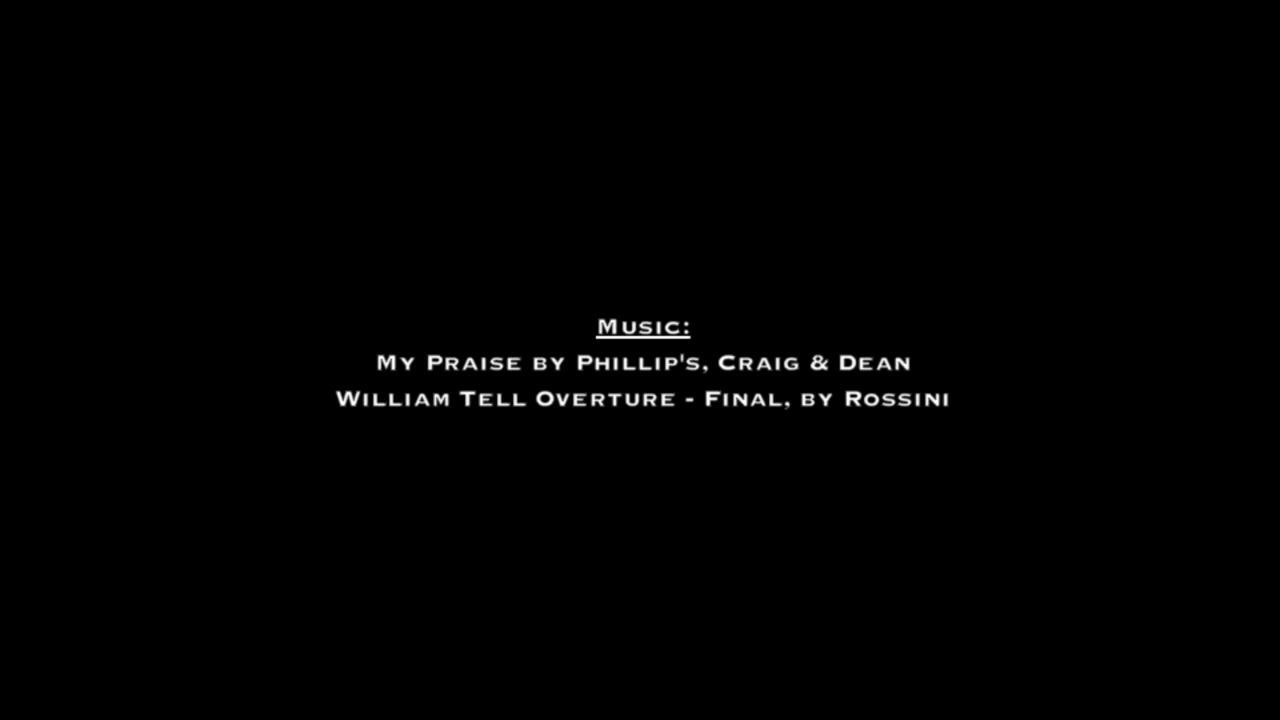 Music:
My Praise by Phillip's, Craig & Dean
William Tell Overture - Final, by Rossini